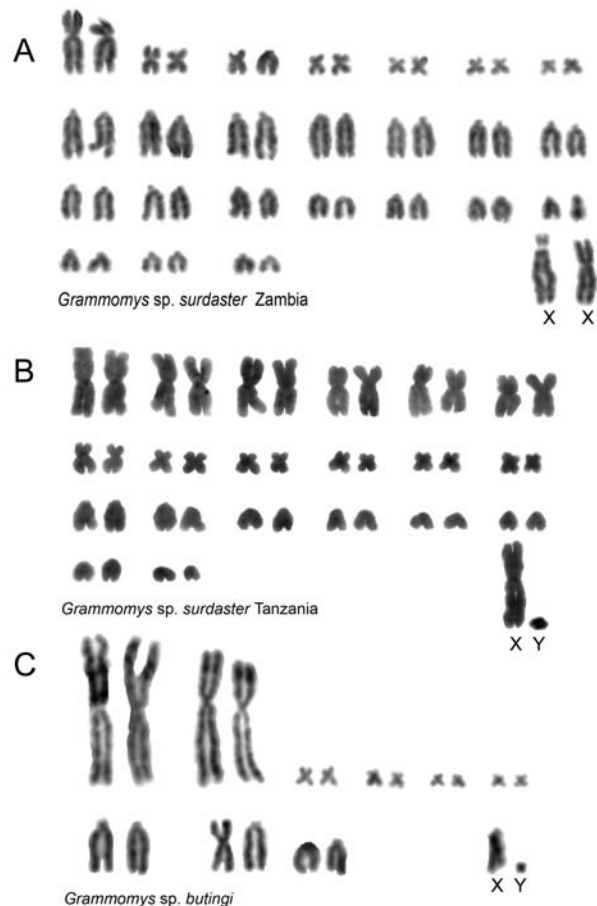 A
Grammomys sp. surdaster Zambia
X X
B
Grammomys sp. surdaster Tanzania
X Y
C
X Y
Grammomys sp. butingi